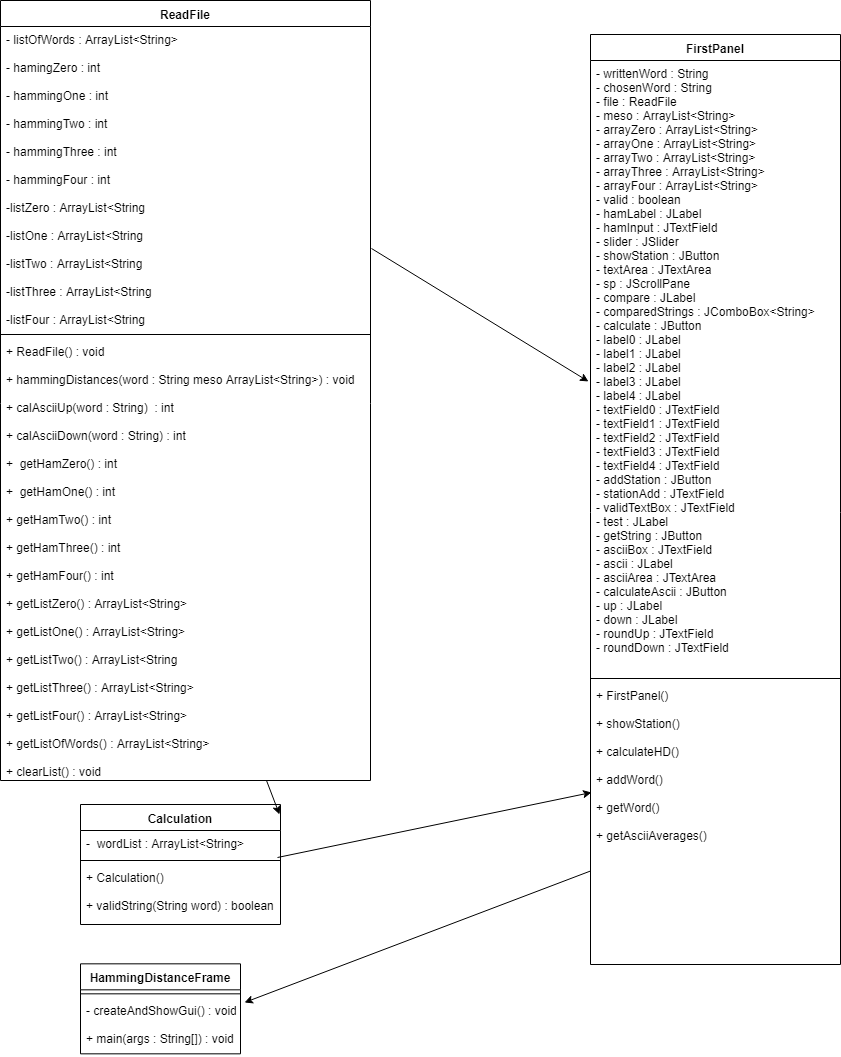 ReadFile
- listOfWords : ArrayList<String>
- hamingZero : int
- hammingOne : int
- hammingTwo : int
- hammingThree : int
- hammingFour : int
-listZero : ArrayList<String
-listOne : ArrayList<String
-listTwo : ArrayList<String
-listThree : ArrayList<String
-listFour : ArrayList<String
+ ReadFile() : void
+ hammingDistances(word : String meso ArrayList<String>) : void
+ calAsciiUp(word : String)  : int
+ calAsciiDown(word : String) : int
+  getHamZero() : int
+  getHamOne() : int
+ getHamTwo() : int
+ getHamThree() : int
+ getHamFour() : int
+ getListZero() : ArrayList<String>
+ getListOne() : ArrayList<String>
+ getListTwo() : ArrayList<String
+ getListThree() : ArrayList<String>
+ getListFour() : ArrayList<String>
+ getListOfWords() : ArrayList<String>
+ clearList() : void
Calculation
-  wordList : ArrayList<String>
+ Calculation()
+ validString(String word) : boolean
HammingDistanceFrame
- createAndShowGui() : void
+ main(args : String[]) : void
FirstPanel
- writtenWord : String
- chosenWord : String
- file : ReadFile
- meso : ArrayList<String>
- arrayZero : ArrayList<String>
- arrayOne : ArrayList<String>
- arrayTwo : ArrayList<String>
- arrayThree : ArrayList<String>
- arrayFour : ArrayList<String>
- valid : boolean
- hamLabel : JLabel
- hamInput : JTextField
- slider : JSlider
- showStation : JButton
- textArea : JTextArea
- sp : JScrollPane
- compare : JLabel
- comparedStrings : JComboBox<String>
- calculate : JButton
- label0 : JLabel
- label1 : JLabel
- label2 : JLabel
- label3 : JLabel
- label4 : JLabel
- textField0 : JTextField
- textField1 : JTextField
- textField2 : JTextField
- textField3 : JTextField
- textField4 : JTextField
- addStation : JButton
- stationAdd : JTextField
- validTextBox : JTextField
- test : JLabel
- getString : JButton
- asciiBox : JTextField
- ascii : JLabel
- asciiArea : JTextArea
- calculateAscii : JButton
- up : JLabel
- down : JLabel
- roundUp : JTextField
- roundDown : JTextField
+ FirstPanel()
+ showStation()
+ calculateHD()
+ addWord()
+ getWord()
+ getAsciiAverages()